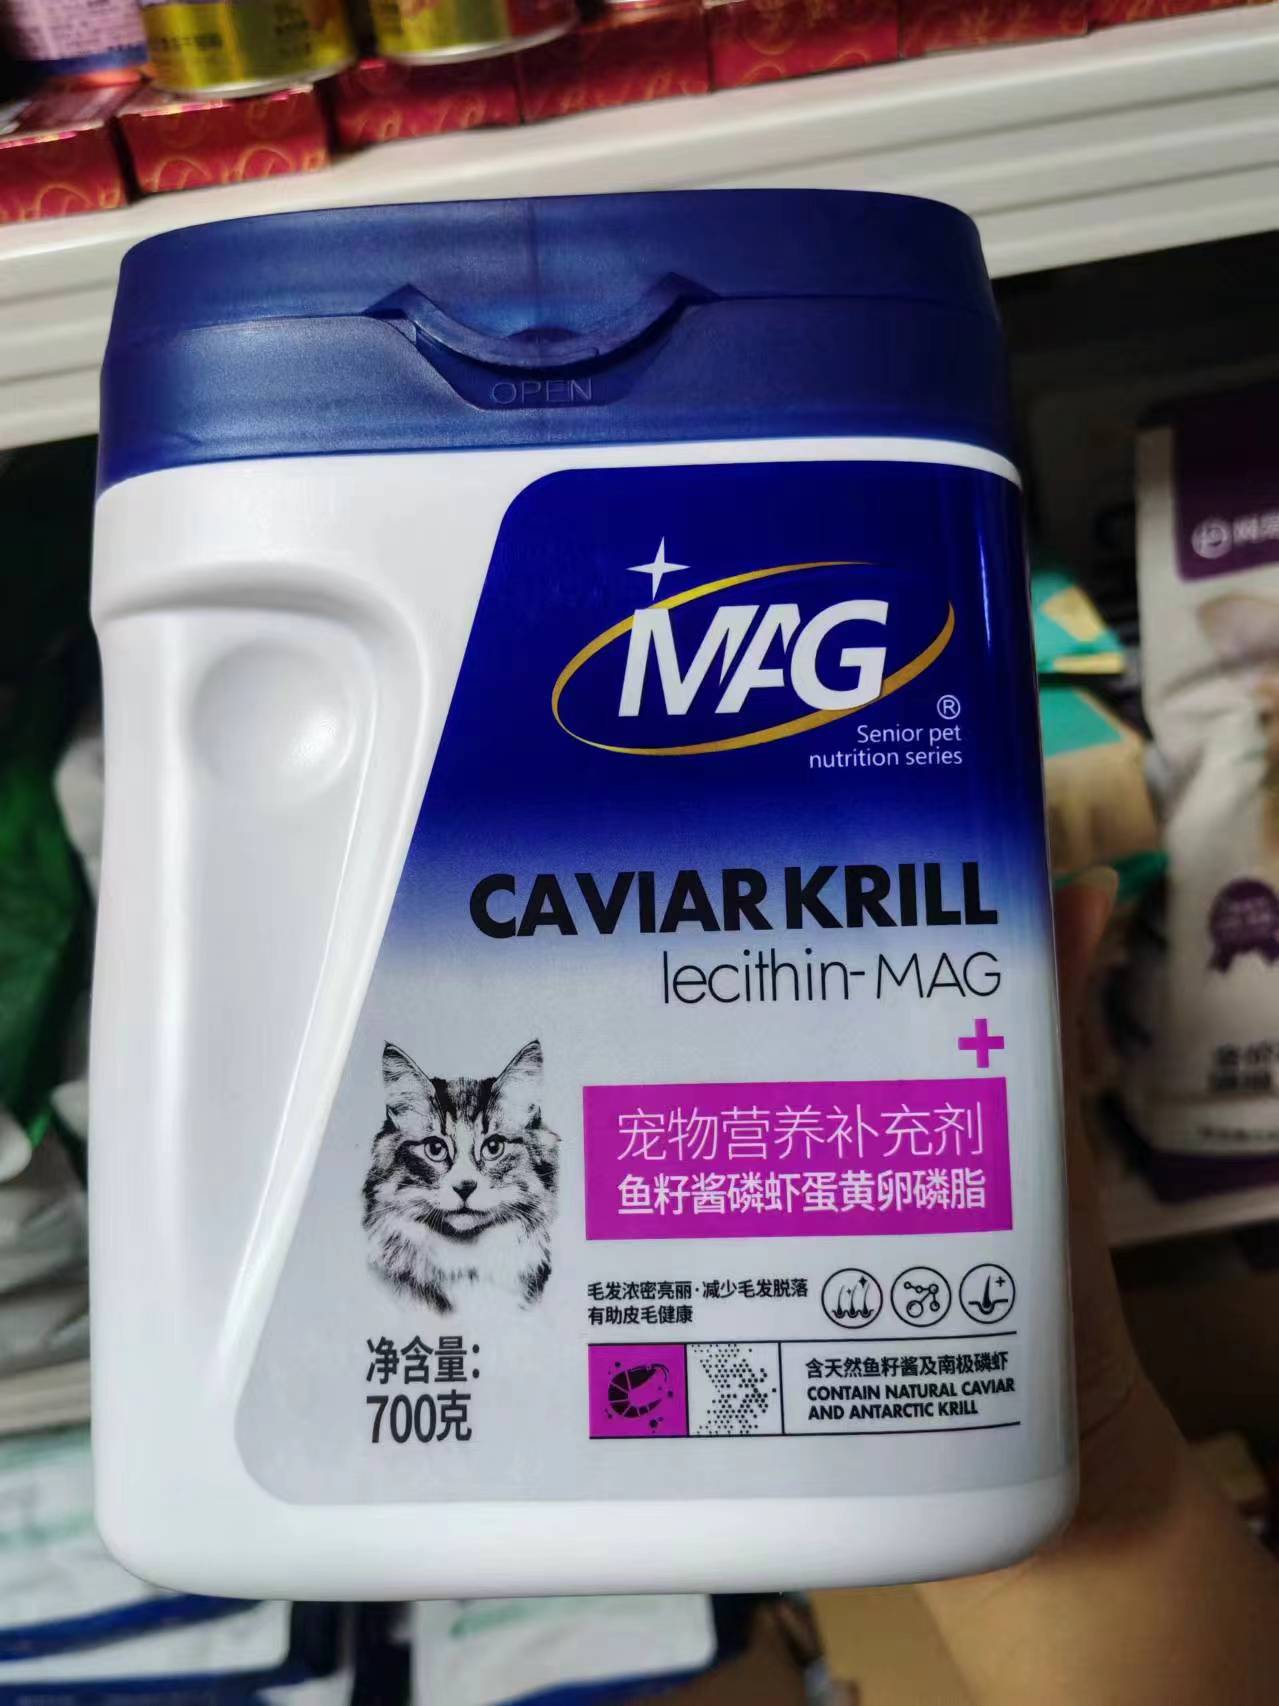 OPEN
MAG
®
Senior pet
nutrition series
CAVIAR KRILL
lecithin-MAG
+
宠物营养补充剂
鱼籽酱磷虾蛋黄卵磷脂
毛发浓密亮丽·减少毛发脱落
有助皮毛健康
净含量:
700克
含天然鱼籽酱及南极磷虾
CONTAIN NATURAL CAVIAR
AND ANTARCTIC KRILL